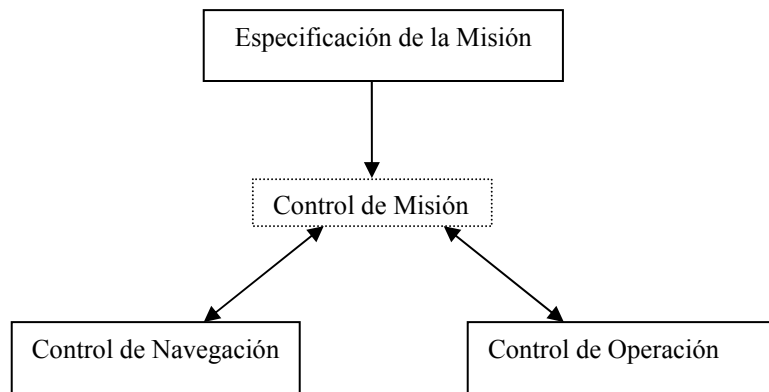 Especificación de la Misión
Control de Misión
Control de Navegación
Control de Operación